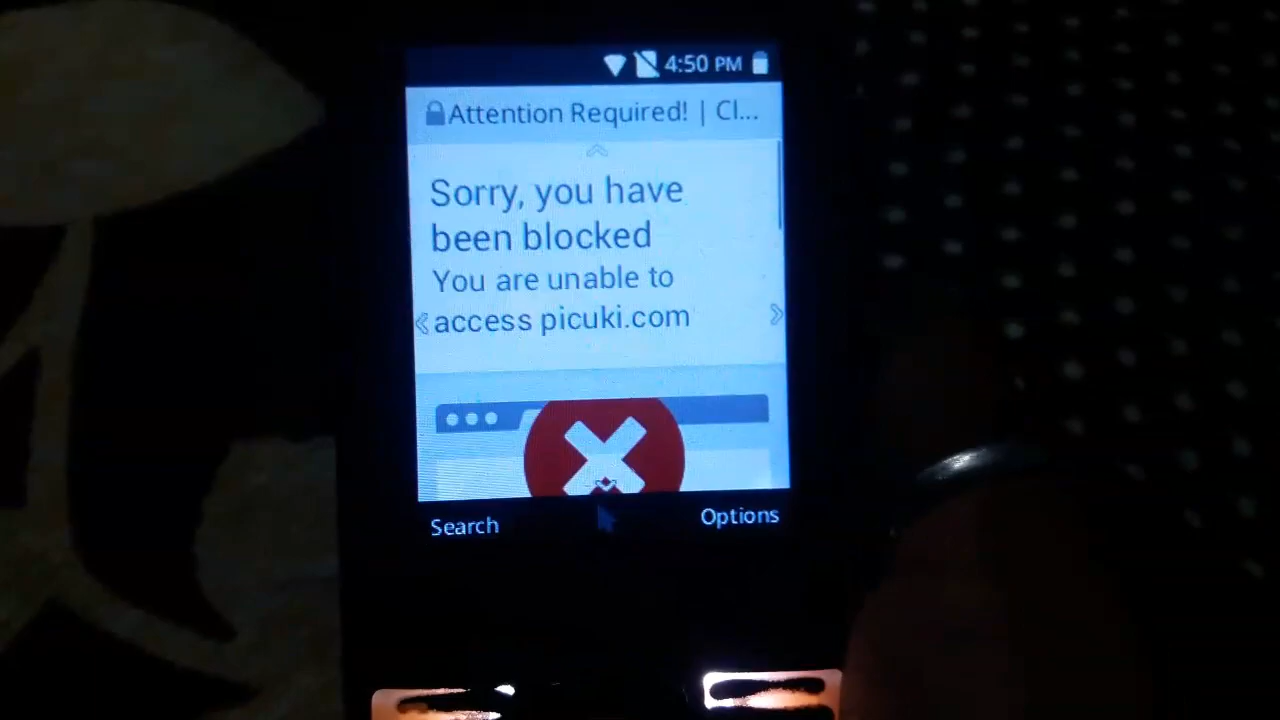 4:50 PM
Attention Required! | Cl...
Sorry, you have
been blocked
You are unable to
access picuki.com
Search
Options